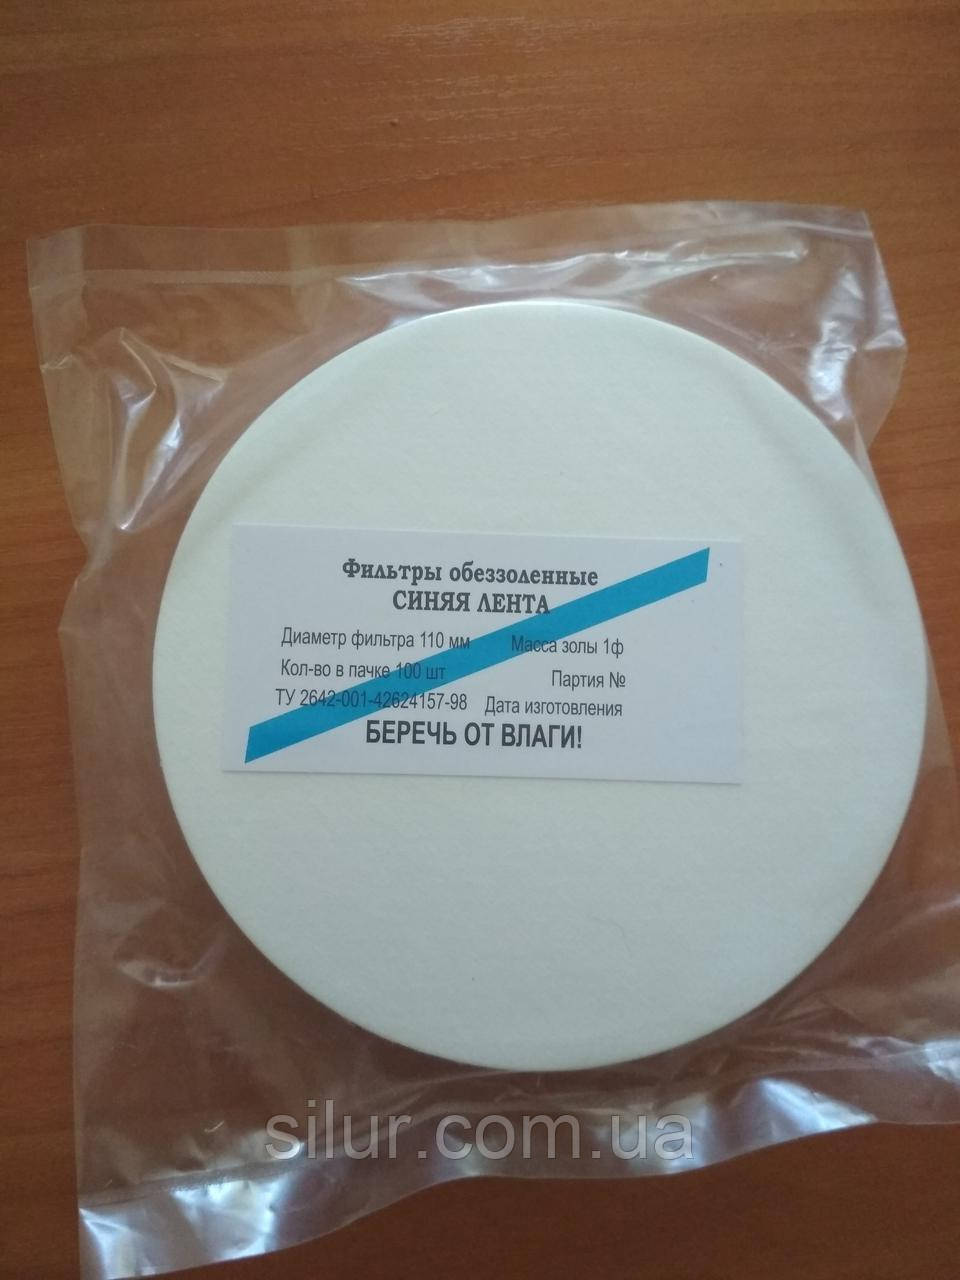 Фильтры обеззоленные
СИНЯЯ ЛЕНТА
Диаметр фильтра 110 мм Масса золы 1ф
Кол-во в пачке 100 шт Партия №
ТУ 2642-001-42624157-98 Дата изготовления
БЕРЕЧЬ ОТ ВЛАГИ!
silur.com.ua